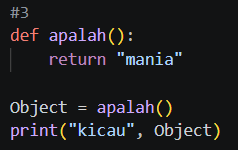 #3
def apalah():
    return "mania"

Object = apalah()
print("kicau", Object)